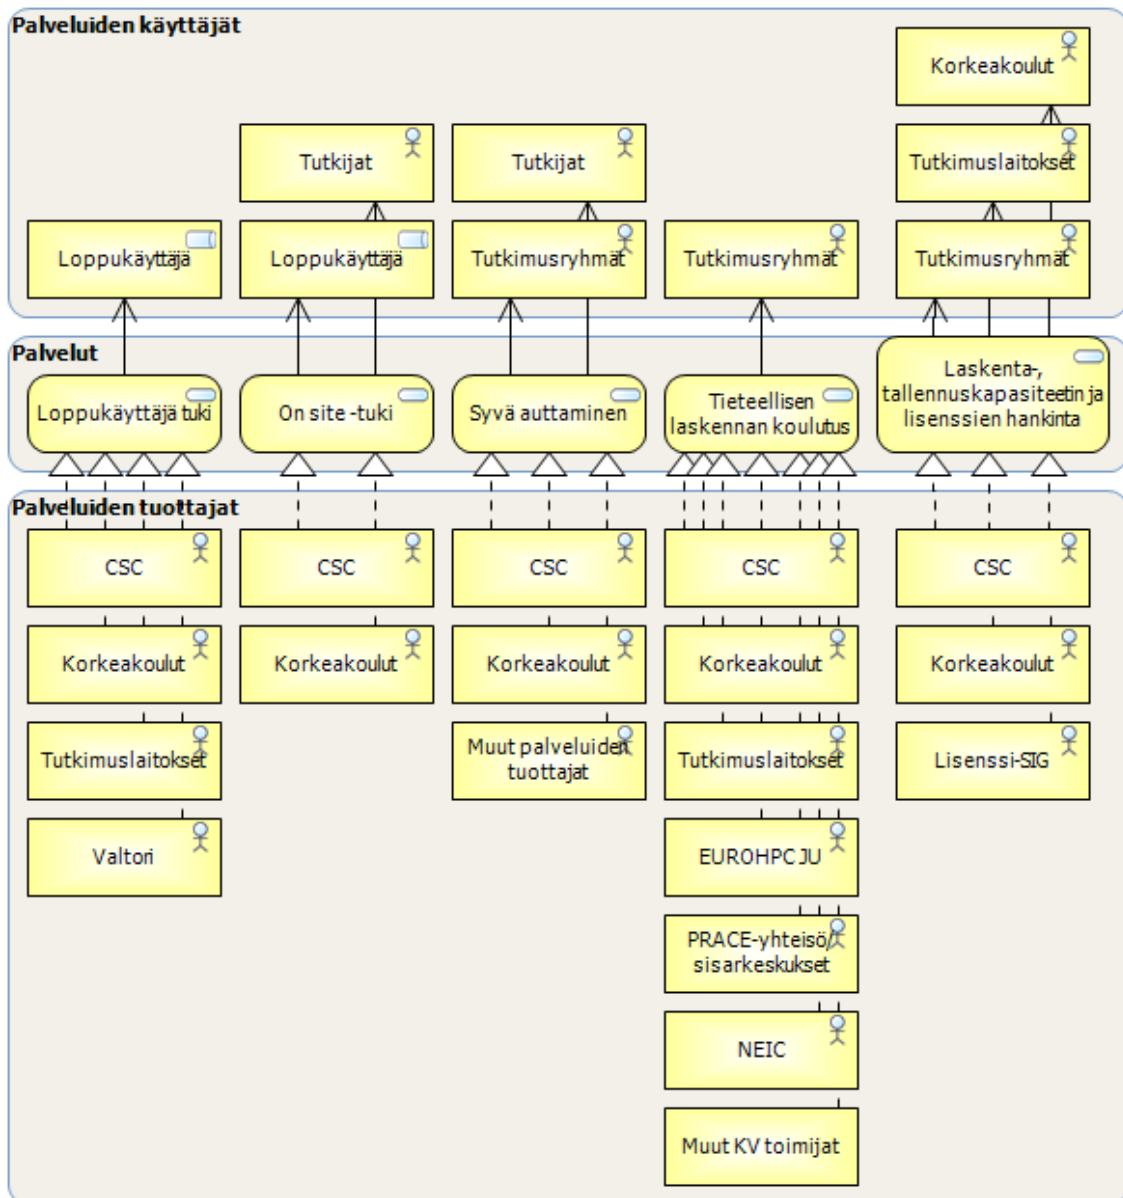 Palveluiden käyttäjät
Korkeakoulut
Tutkijat
Tutkijat
Tutkimuslaitokset
Loppukäyttäjä
Loppukäyttäjä
Tutkimusryhmät
Tutkimusryhmät
Tutkimusryhmät
Palvelut
Loppukäyttäjä tuki
On site -tuki
Syvä auttaminen
Tieteellisen
laskennan koulutus
Laskenta-,
tallennuskapasiteetin ja
lisenssien hankinta
Palveluiden tuottajat
CSC
CSC
CSC
CSC
CSC
Korkeakoulut
Korkeakoulut
Korkeakoulut
Korkeakoulut
Korkeakoulut
Tutkimuslaitokset
Muut palveluiden
tuottajat
Tutkimuslaitokset
Lisenssi-SIG
Valtori
EUROHPC JU
PRACE-yhteisö/
sisarkeskukset
NEIC
Muut KV toimijat